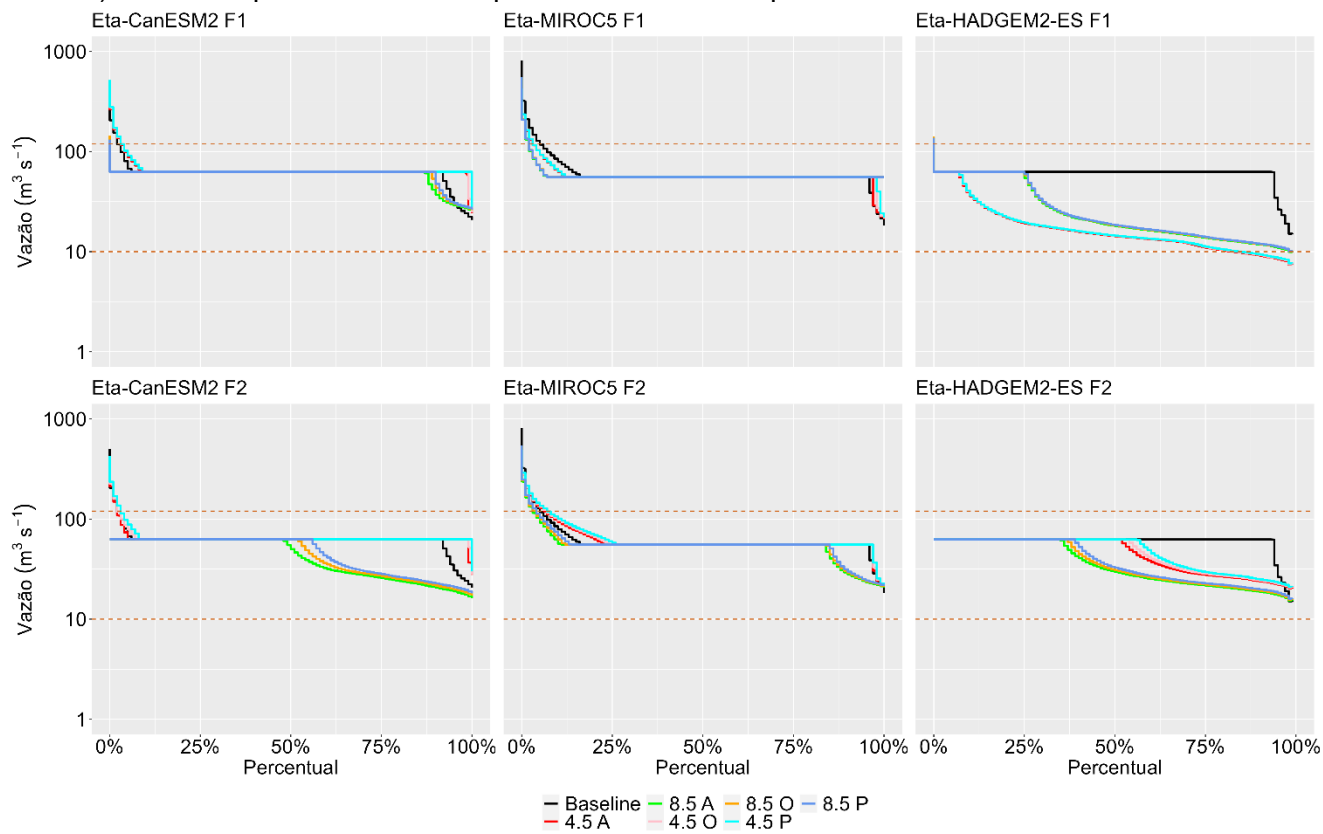 Eta-CanESM2 F1 Eta-MIROC5 F1 Eta-HADGEM2-ES F1
1000
100
10
1
Vazão (m³ s⁻¹)
Eta-CanESM2 F2 Eta-MIROC5 F2 Eta-HADGEM2-ES F2
1000
100
10
1
Vazão (m³ s⁻¹)
0% 25% 50% 75% 100% 0% 25% 50% 75% 100% 0% 25% 50% 75% 100%
Percentual Percentual Percentual
Baseline 8.5 A 8.5 O 8.5 P
4.5 A 4.5 O 4.5 P